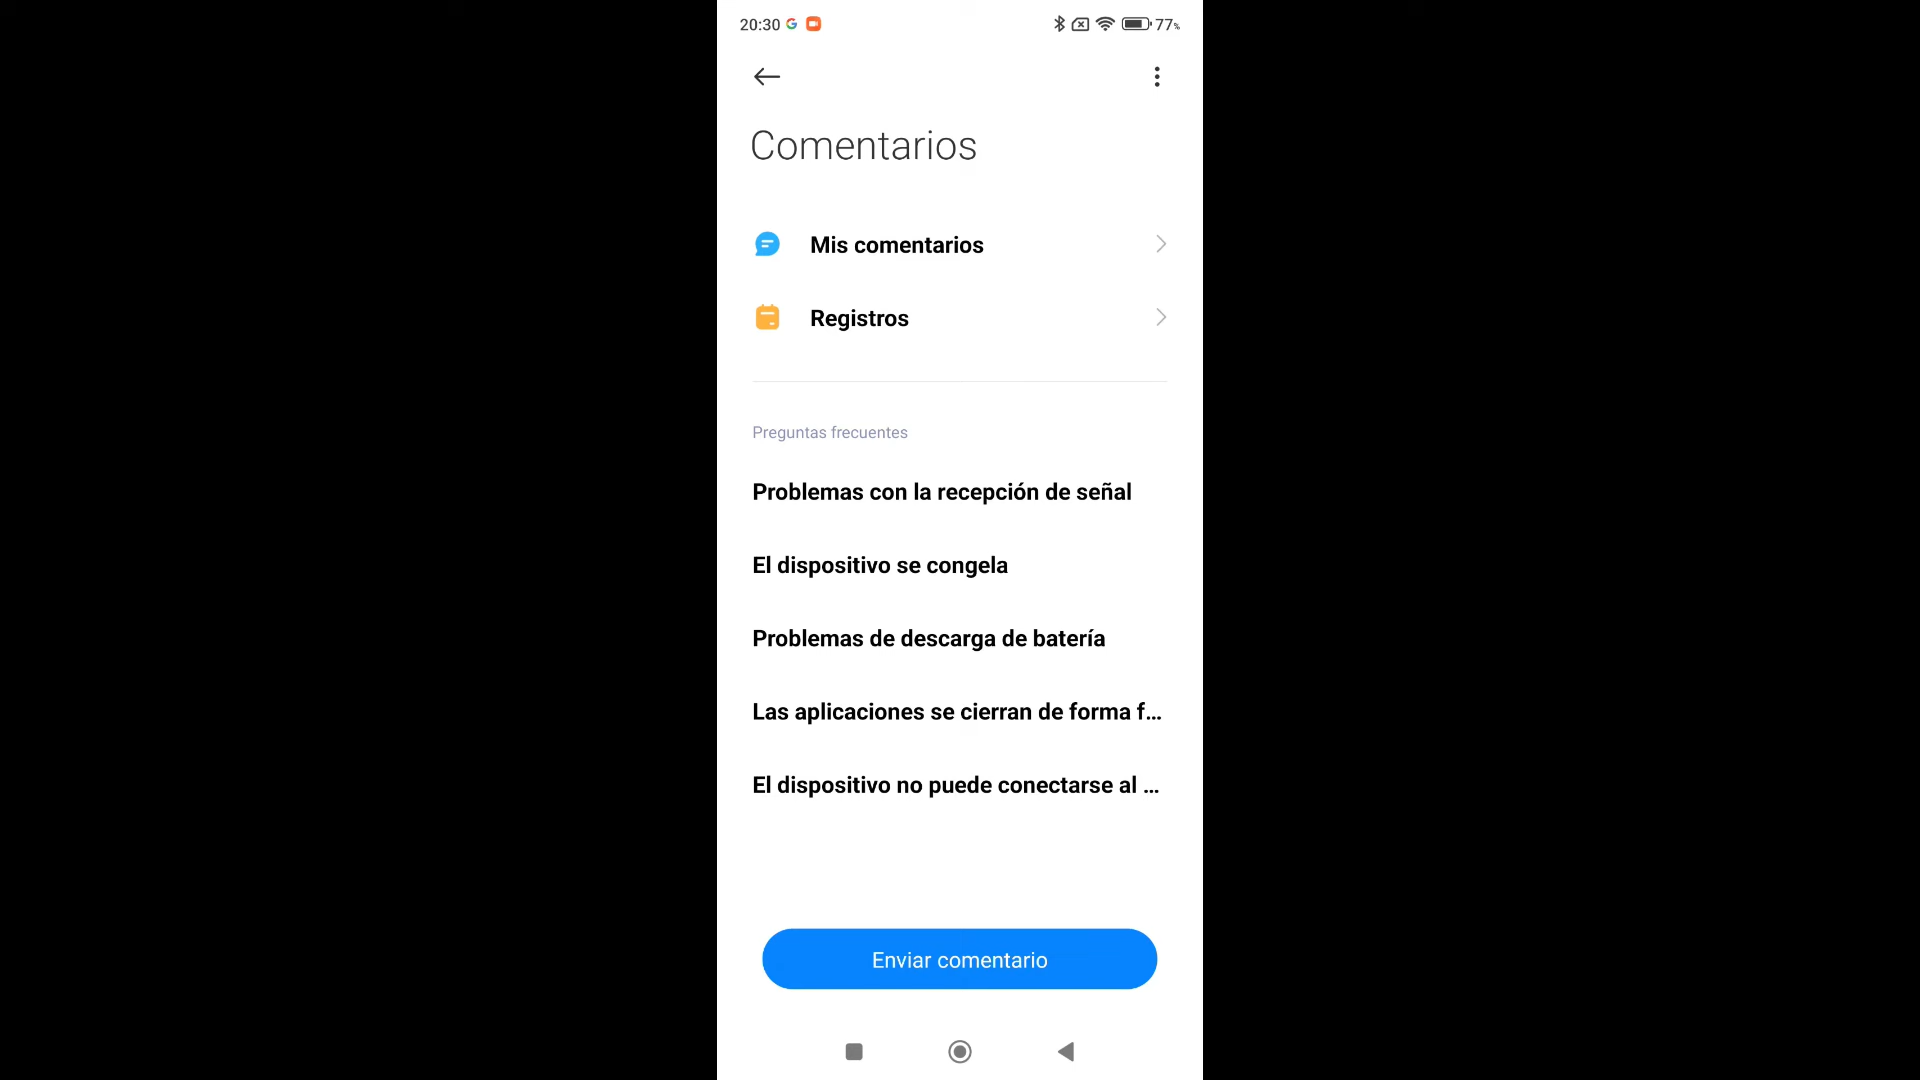 20:30 77%
Comentarios
Mis comentarios
Registros
Preguntas frecuentes
Problemas con la recepción de señal
El dispositivo se congela
Problemas de descarga de batería
Las aplicaciones se cierran de forma f...
El dispositivo no puede conectarse al ...
Enviar comentario